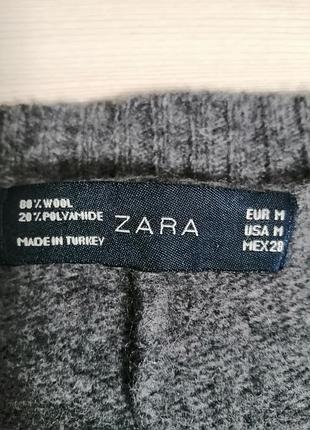 80% WOOL
20% POLYAMIDE
MADE IN TURKEY
ZARA
EUR M
USA M
MEX 28